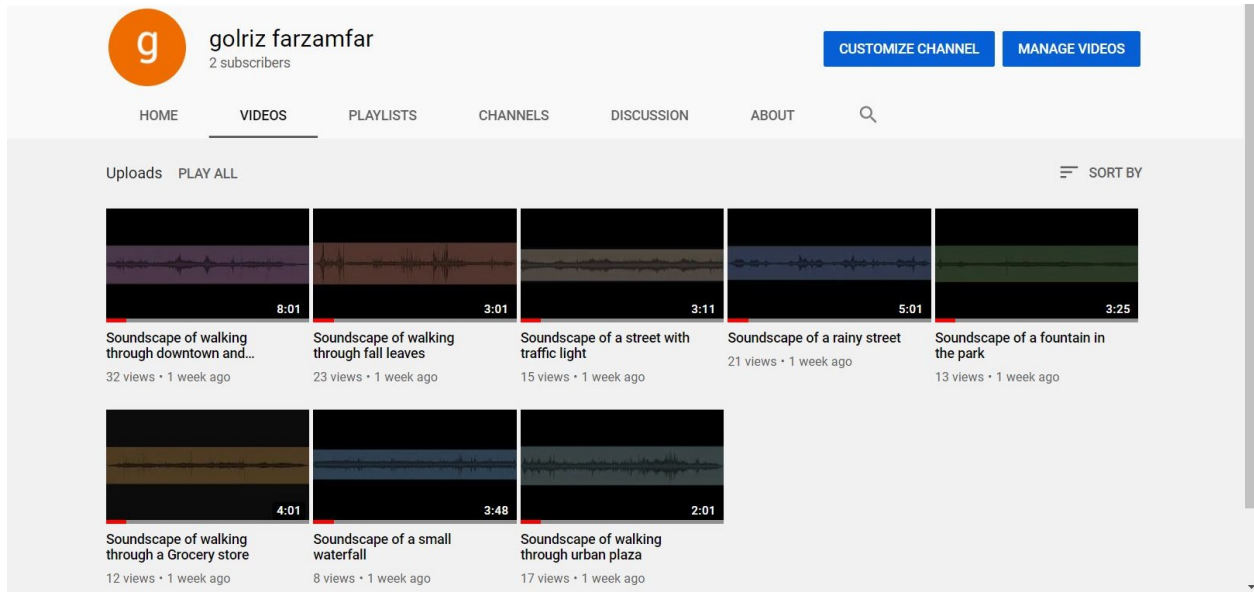 g
golriz farzamfar
2 subscribers
CUSTOMIZE CHANNEL
MANAGE VIDEOS
HOME
VIDEOS
PLAYLISTS
CHANNELS
DISCUSSION
ABOUT
Uploads
PLAY ALL
SORT BY
8:01
Soundscape of walking
through downtown and...
32 views • 1 week ago
3:01
Soundscape of walking
through fall leaves
23 views • 1 week ago
3:11
Soundscape of a street with
traffic light
15 views • 1 week ago
5:01
Soundscape of a rainy street
21 views • 1 week ago
3:25
Soundscape of a fountain in
the park
13 views • 1 week ago
4:01
Soundscape of walking
through a Grocery store
12 views • 1 week ago
3:48
Soundscape of a small
waterfall
8 views • 1 week ago
2:01
Soundscape of walking
through urban plaza
17 views • 1 week ago